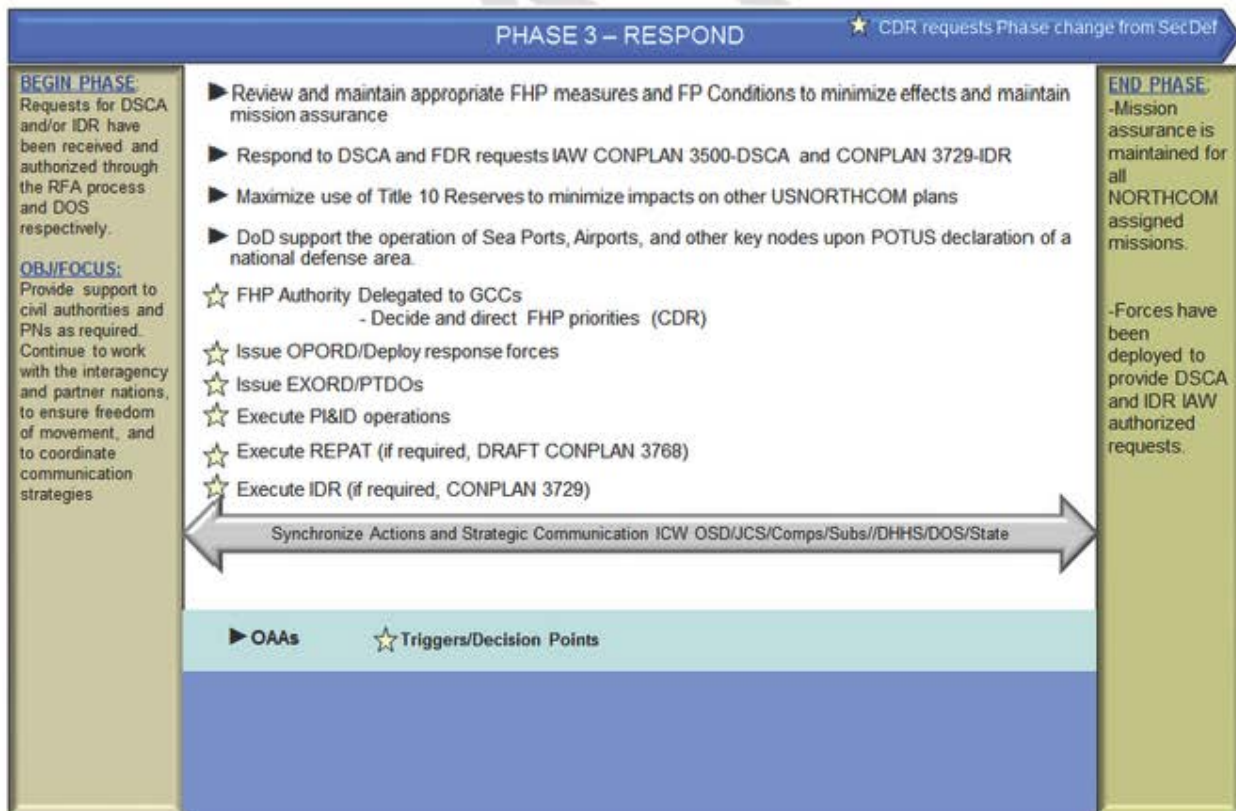 PHASE 3 – RESPOND
CDR requests Phase change from SecDef
BEGIN PHASE:
Requests for DSCA
and/or IDR have
been received and
authorized through
the RFA process
and DOS
respectively.
OBJ/FOCUS:
Provide support to
civil authorities and
PNs as required.
Continue to work
with the interagency
and partner nations,
to ensure freedom
of movement, and
to coordinate
communication
strategies
Review and maintain appropriate FHP measures and FP Conditions to minimize effects and maintain
mission assurance
Respond to DSCA and FDR requests IAW CONPLAN 3500-DSCA and CONPLAN 3729-IDR
Maximize use of Title 10 Reserves to minimize impacts on other USNORTHCOM plans
DoD support the operation of Sea Ports, Airports, and other key nodes upon POTUS declaration of a
national defense area.
FHP Authority Delegated to GCCs
- Decide and direct FHP priorities (CDR)
Issue OPORD/Deploy response forces
Issue EXORD/PTDOs
Execute PI&ID operations
Execute REPAT (if required, DRAFT CONPLAN 3768)
Execute IDR (if required, CONPLAN 3729)
Synchronize Actions and Strategic Communication ICW OSD/JCS/Comps/Subs//DHHS/DOS/State
OAAs
Triggers/Decision Points
END PHASE:
-Mission
assurance is
maintained for
all
NORTHCOM
assigned
missions.
-Forces have
been
deployed to
provide DSCA
and IDR IAW
authorized
requests.